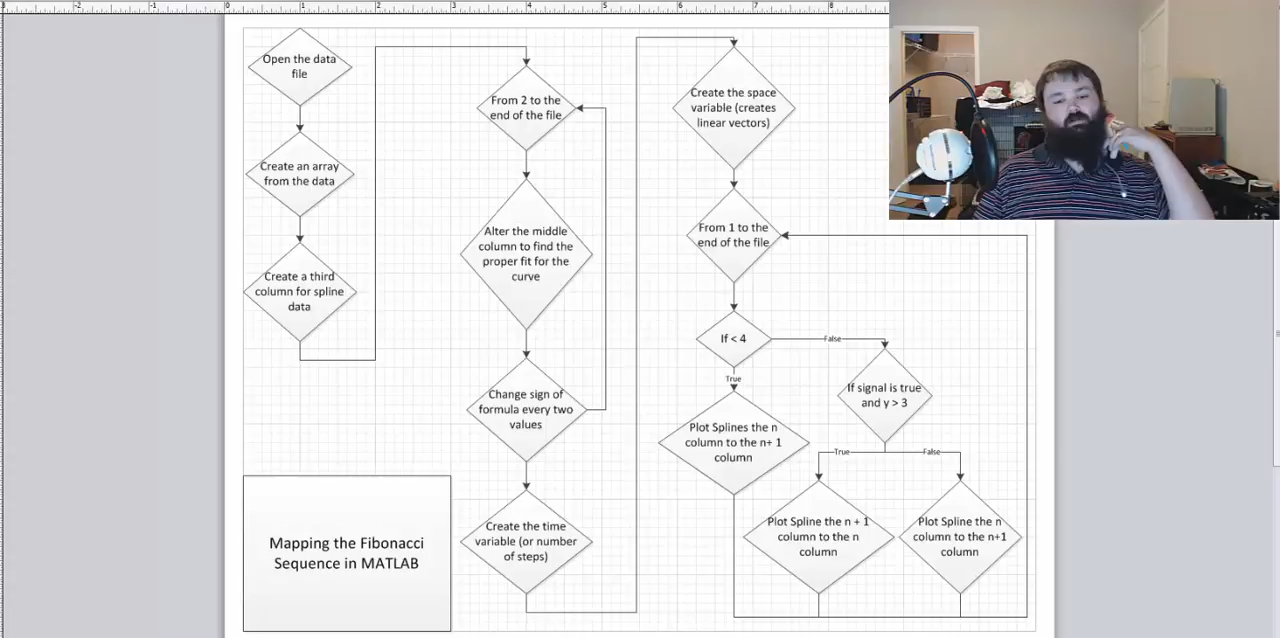 Open the data
file
Create an array
from the data
Create a third
column for spline
data
From 2 to the
end of the file
Alter the middle
column to find the
proper fit for the
curve
Change sign of
formula every two
values
Create the time
variable (or number
of steps)
Create the space
variable (creates
linear vectors)
From 1 to the
end of the file
If < 4
False
True
If signal is true
and y > 3
Plot Splines the n
column to the n+ 1
column
True
False
Plot Spline the n + 1
column to the n
column
Plot Spline the n
column to the n+1
column
Mapping the Fibonacci
Sequence in MATLAB